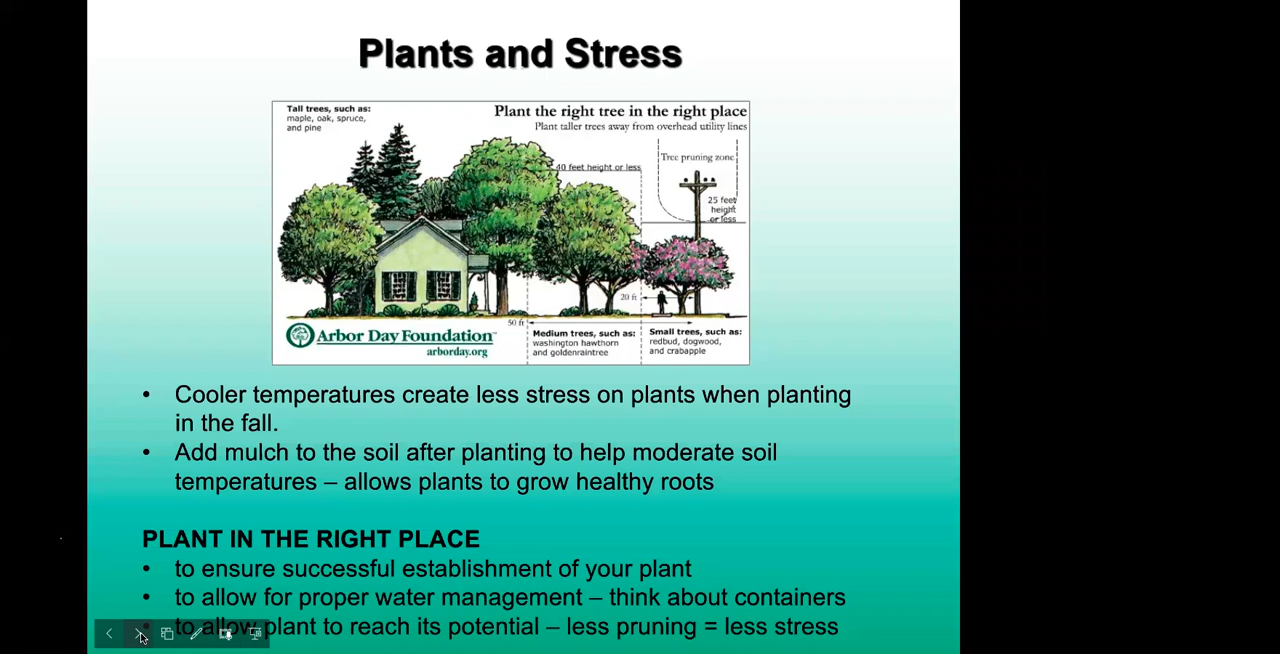 Plants and Stress
Tall trees, such as:
maple, oak, spruce,
and pine
Plant the right tree in the right place
Plant taller trees away from overhead utility lines
40 feet height or less
Tree pruning zone
25 feet
height
or less
20 ft
50 ft
Arbor Day Foundation™
arborday.org
Medium trees, such as:
washington hawthorn
and goldenraintree
Small trees, such as:
redbud, dogwood,
and crabapple
• Cooler temperatures create less stress on plants when planting
in the fall.
• Add mulch to the soil after planting to help moderate soil
temperatures – allows plants to grow healthy roots
PLANT IN THE RIGHT PLACE
• to ensure successful establishment of your plant
• to allow for proper water management – think about containers
• to allow plant to reach its potential – less pruning = less stress